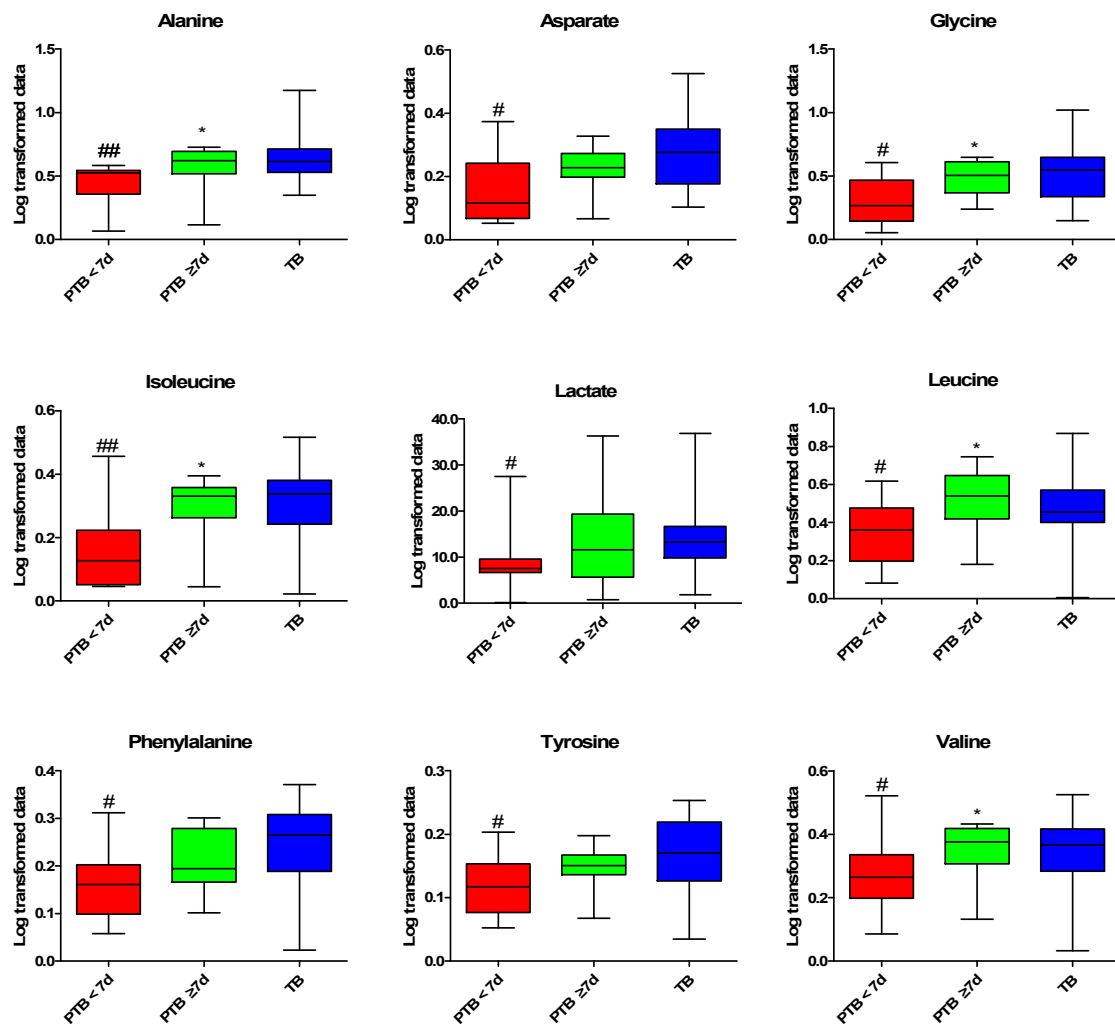 Alanine
Log transformed data
1.5
1.0
0.5
0.0
##
*
PTB < 7d
PTB ≥7d
TB
Asparate
Log transformed data
0.6
0.4
0.2
0.0
#
PTB < 7d
PTB ≥7d
TB
Glycine
Log transformed data
1.5
1.0
0.5
0.0
#
*
PTB < 7d
PTB ≥7d
TB
Isoleucine
Log transformed data
0.6
0.4
0.2
0.0
##
*
PTB < 7d
PTB ≥7d
TB
Lactate
Log transformed data
40.0
30.0
20.0
10.0
0.0
#
PTB < 7d
PTB ≥7d
TB
Leucine
Log transformed data
1.0
0.8
0.6
0.4
0.2
0.0
#
*
PTB < 7d
PTB ≥7d
TB
Phenylalanine
Log transformed data
0.4
0.3
0.2
0.1
0.0
#
PTB < 7d
PTB ≥7d
TB
Tyrosine
Log transformed data
0.3
0.2
0.1
0.0
#
PTB < 7d
PTB ≥7d
TB
Valine
Log transformed data
0.6
0.4
0.2
0.0
#
*
PTB < 7d
PTB ≥7d
TB